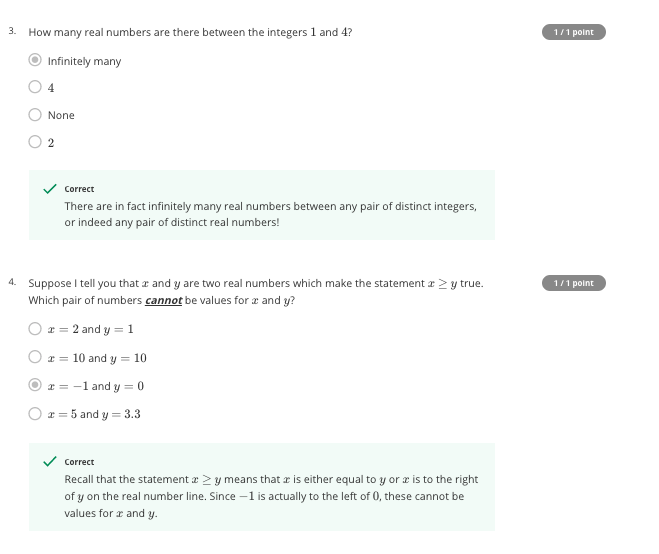 3. How many real numbers are there between the integers 1 and 4?
1 / 1 point
Infinitely many
4
None
2
Correct
There are in fact infinitely many real numbers between any pair of distinct integers,
or indeed any pair of distinct real numbers!
4. Suppose I tell you that x and y are two real numbers which make the statement x ≥ y true.
1 / 1 point
Which pair of numbers cannot be values for x and y?
x = 2 and y = 1
x = 10 and y = 10
x = −1 and y = 0
x = 5 and y = 3.3
Correct
Recall that the statement x ≥ y means that x is either equal to y or x is to the right
of y on the real number line. Since −1 is actually to the left of 0, these cannot be
values for x and y.